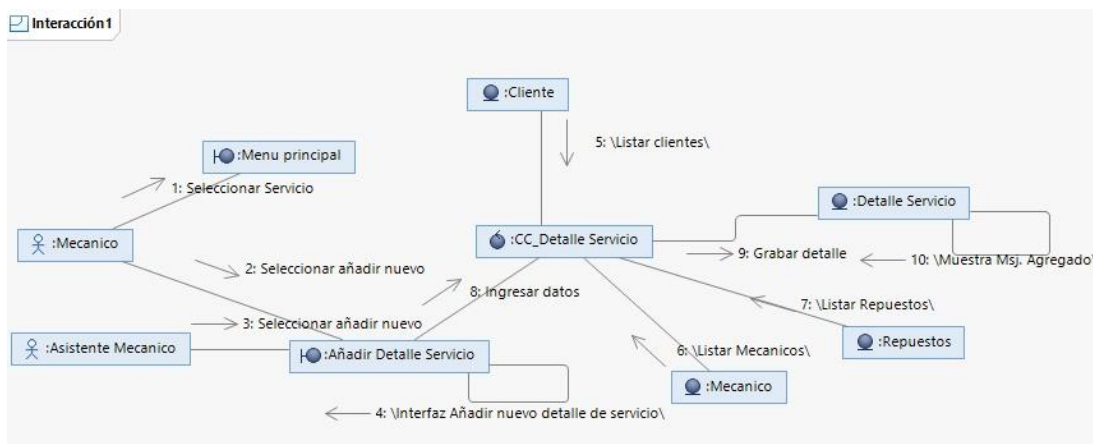 Interacción1
:Cliente
5: \Listar clientes\
:Menu principal
1: Seleccionar Servicio
:Detalle Servicio
:Mecanico
:CC_Detalle Servicio
9: Grabar detalle
10: \Muestra Msj. Agregado\
2: Seleccionar añadir nuevo
8: Ingresar datos
7: \Listar Repuestos\
3: Seleccionar añadir nuevo
:Asistente Mecanico
:Añadir Detalle Servicio
:Repuestos
6: \Listar Mecanicos\
:Mecanico
4: \Interfaz Añadir nuevo detalle de servicio\